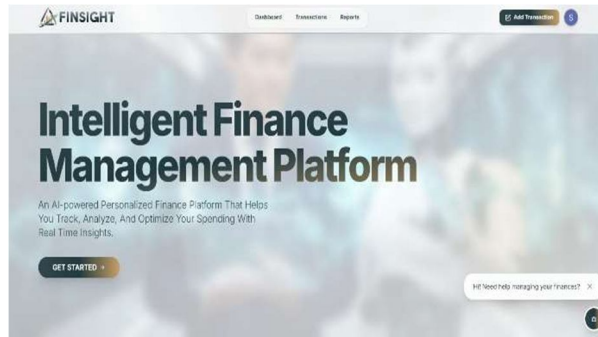 FINSIGHT
Dashboard Transactions Reports
Add Transaction
S
Intelligent Finance
Management Platform
An AI-powered Personalized Finance Platform That Helps
You Track, Analyze, And Optimize Your Spending With
Real Time Insights.
GET STARTED →
Hi! Need help managing your finances? ×